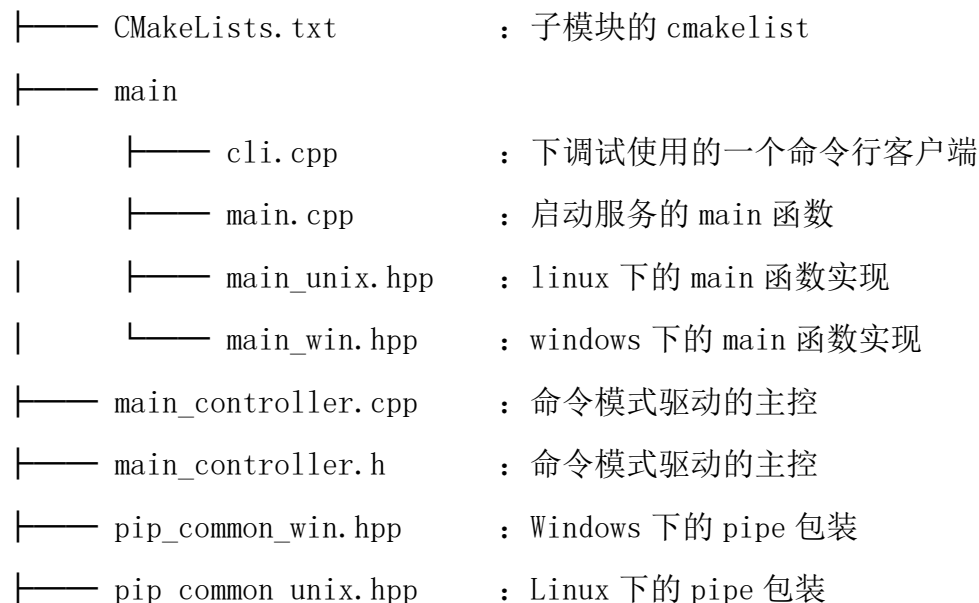 ├── CMakeLists.txt ：子模块的 cmakelist
├── main
│ ├── cli.cpp ：下调试使用的一个命令行客户端
│ ├── main.cpp ：启动服务的 main 函数
│ ├── main_unix.hpp ：linux 下的 main 函数实现
│ └── main_win.hpp ：windows 下的 main 函数实现
├── main_controller.cpp ：命令模式驱动的主控
├── main_controller.h ：命令模式驱动的主控
├── pip_common_win.hpp ：Windows 下的 pipe 包装
├── pip_common_unix.hpp ：Linux 下的 pipe 包装